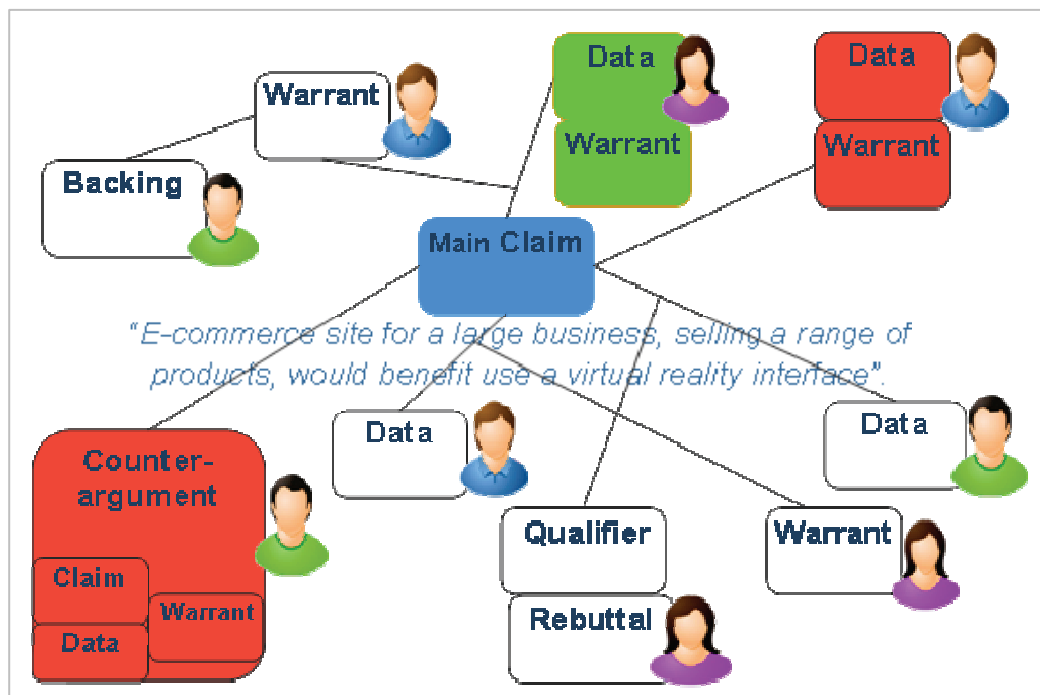 Data
Data
Warrant
Warrant
Warrant
Backing
Main Claim
“E-commerce site for a large business, selling a range of
products, would benefit use a virtual reality interface”.
Data
Data
Counter-
argument
Qualifier
Warrant
Claim
Warrant
Rebuttal
Data